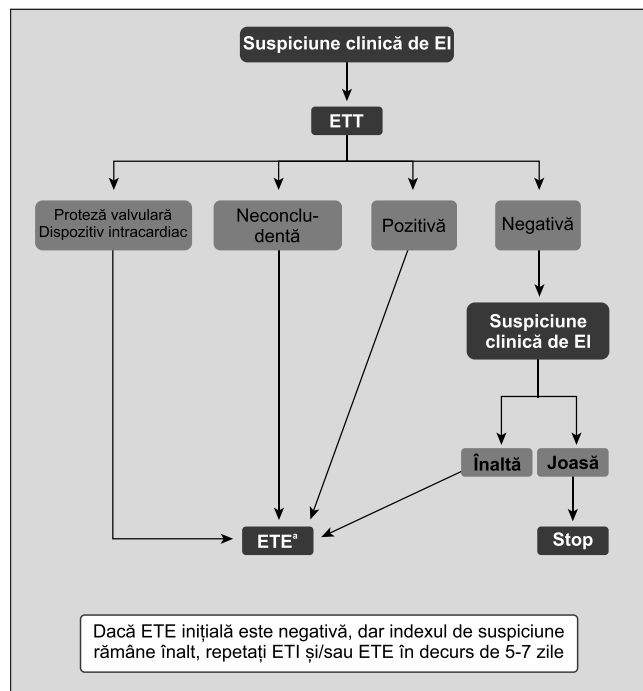 Suspiciune clinică de EI
ETT
Proteză valvulară
Dispozitiv intracardiac
Neconclu-
dentă
Pozitivă
Negativă
Suspiciune
clinică de EI
Înaltă
Joasă
ETEa
Stop
Dacă ETE inițială este negativă, dar indexul de suspiciune
rămâne înalt, repetați ETI și/sau ETE în decurs de 5-7 zile